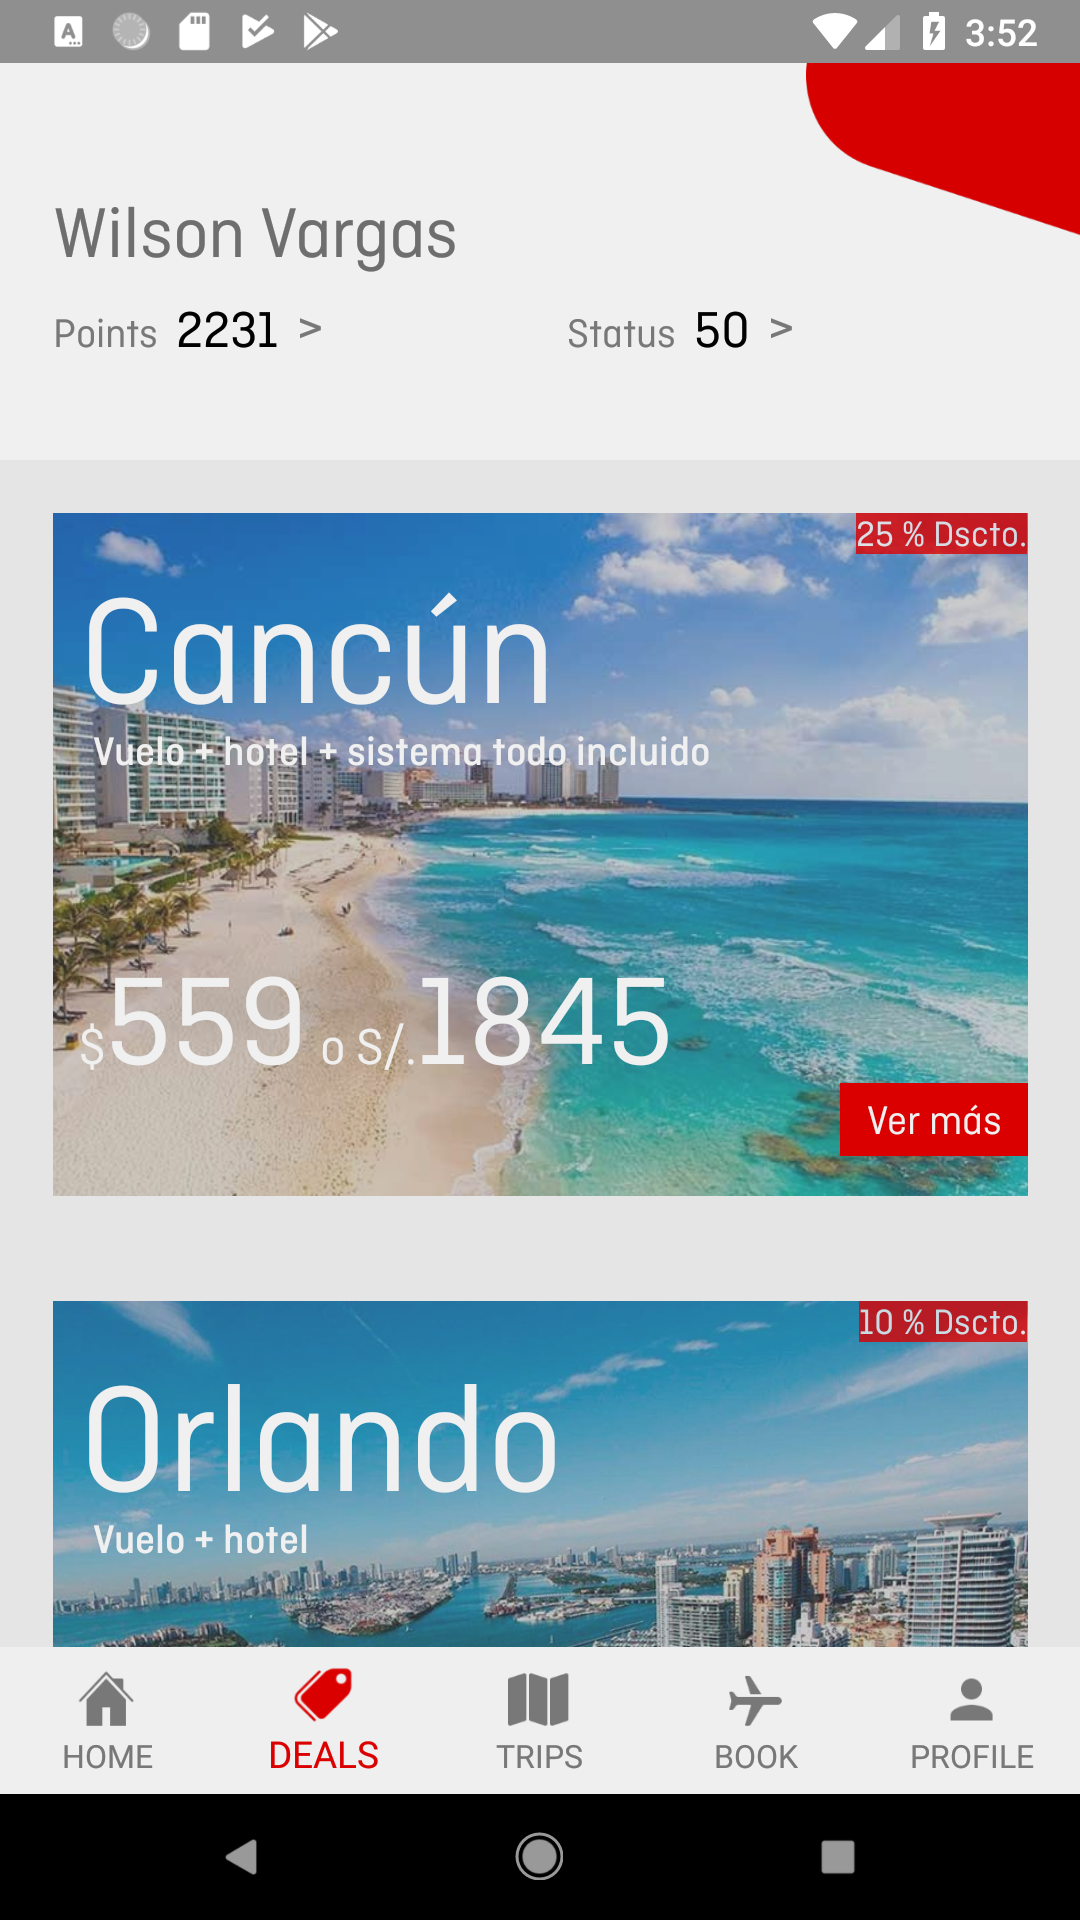 3:52
Wilson Vargas
Points 2231 >
Status 50 >
25 % Dscto.
Cancún
Vuelo + hotel + sistema todo incluido
$559 o S/.1845
Ver más
10 % Dscto.
Orlando
Vuelo + hotel
HOME DEALS TRIPS BOOK PROFILE